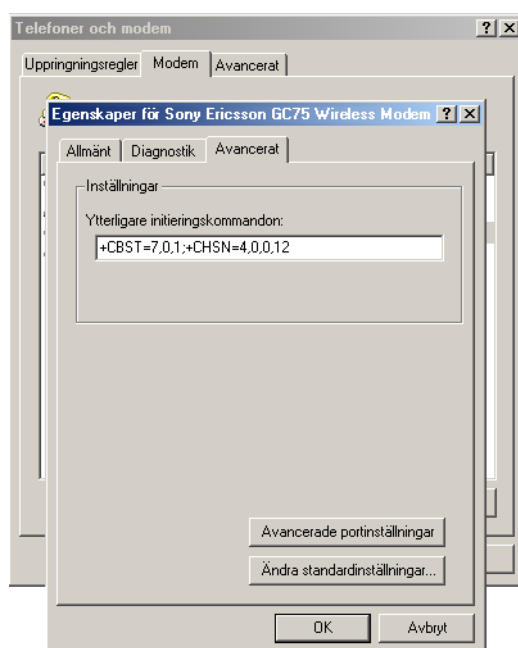 Telefoner och modem
Uppringningsregler Modem Avancerat
Egenskaper för Sony Ericsson GC75 Wireless Modem
Allmänt Diagnostik Avancerat
Inställningar
Ytterligare initieringskommandon:
+CBST=7,0,1;+CHSN=4,0,0,12
Avancerade portinställningar
Ändra standardinställningar...
OK Avbryt